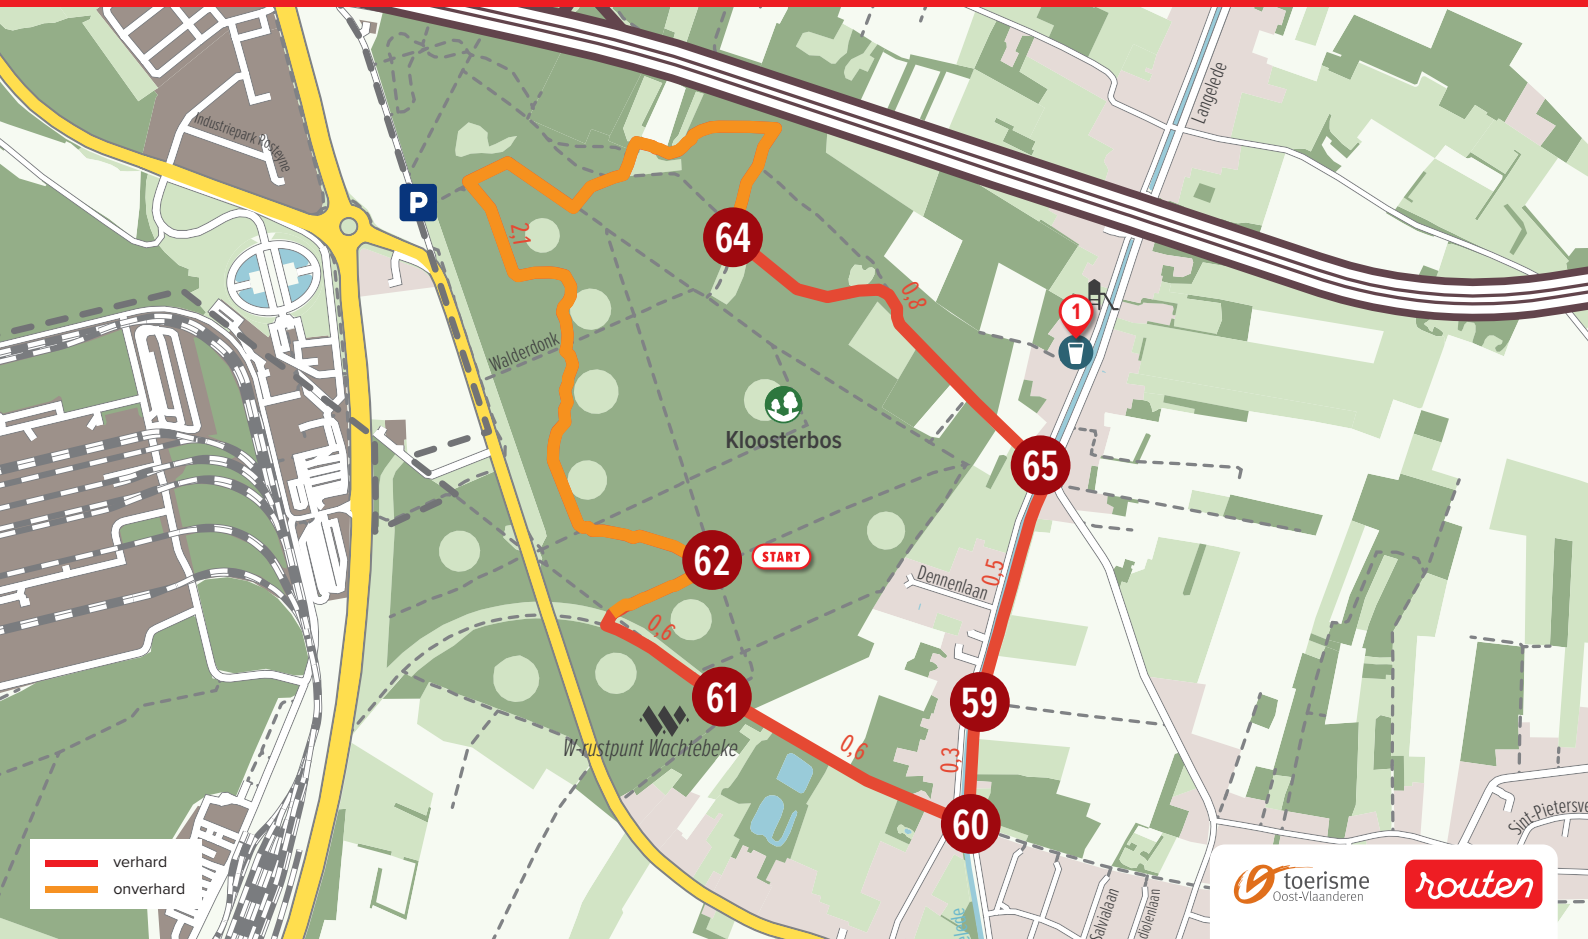 Langelede
Industriepark Rosteyne
P
64
2,1
0,8
1
Walderdonk
Kloosterbos
65
62
START
0,5
Dennenlaan
0,6
61
59
W-rustpunt Wachtebeke
0,6
0,3
60
verhard
onverhard
Salvialaan
toerisme
Oost-Vlaanderen
routen